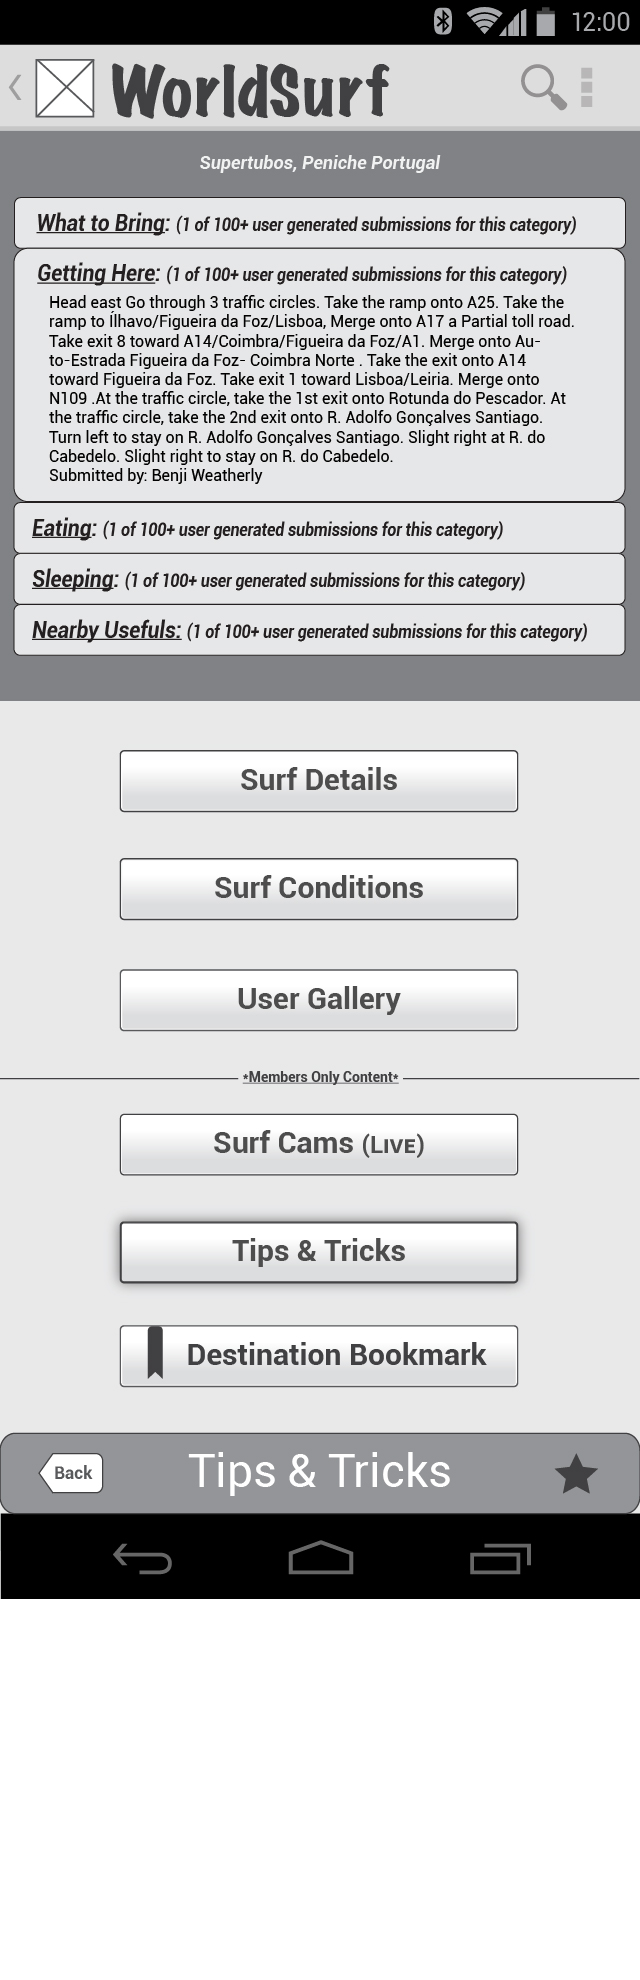 12:00
WorldSurf
Supertubos, Peniche Portugal
What to Bring: (1 of 100+ user generated submissions for this category)
Getting Here: (1 of 100+ user generated submissions for this category)
Head east Go through 3 traffic circles. Take the ramp onto A25. Take the
ramp to Ílhavo/Figueira da Foz/Lisboa, Merge onto A17 a Partial toll road.
Take exit 8 toward A14/Coimbra/Figueira da Foz/A1. Merge onto Au-
to-Estrada Figueira da Foz- Coimbra Norte . Take the exit onto A14
toward Figueira da Foz. Take exit 1 toward Lisboa/Leiria. Merge onto
N109 .At the traffic circle, take the 1st exit onto Rotunda do Pescador. At
the traffic circle, take the 2nd exit onto R. Adolfo Gonçalves Santiago.
Turn left to stay on R. Adolfo Gonçalves Santiago. Slight right at R. do
Cabedelo. Slight right to stay on R. do Cabedelo.
Submitted by: Benji Weatherly
Eating: (1 of 100+ user generated submissions for this category)
Sleeping: (1 of 100+ user generated submissions for this category)
Nearby Usefuls: (1 of 100+ user generated submissions for this category)
Surf Details
Surf Conditions
User Gallery
*Members Only Content*
Surf Cams (LIVE)
Tips & Tricks
Destination Bookmark
Back Tips & Tricks